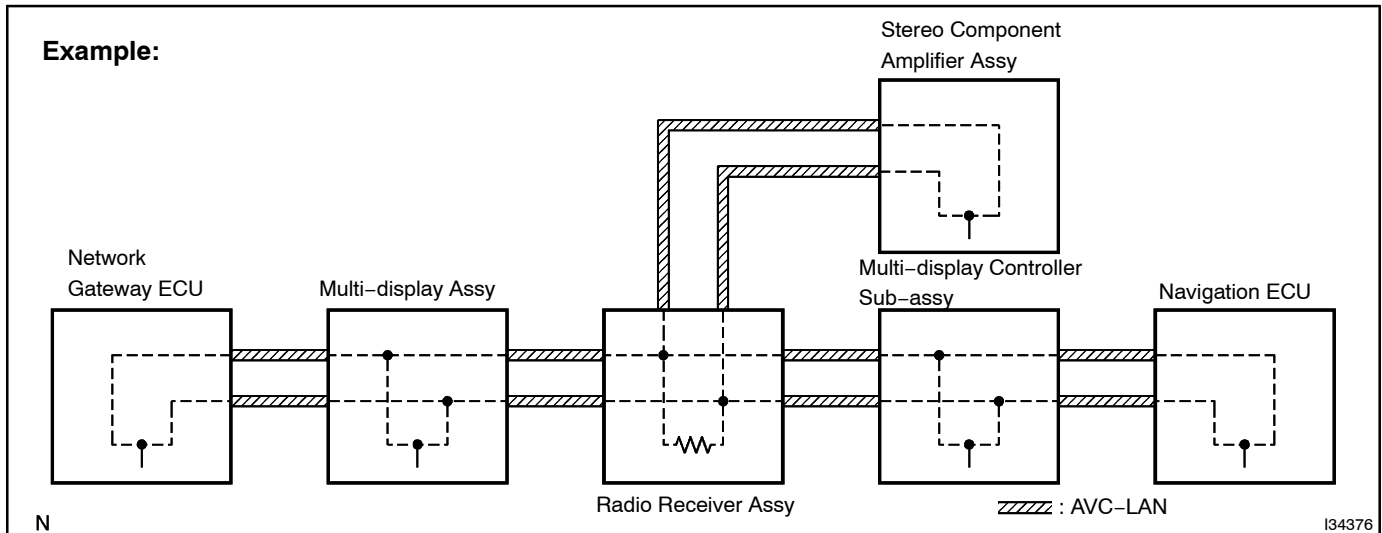 Example:
Stereo Component
Amplifier Assy
Network
Gateway ECU
Multi−display Assy
Multi−display Controller
Sub−assy
Navigation ECU
Radio Receiver Assy
: AVC−LAN
N
I34376